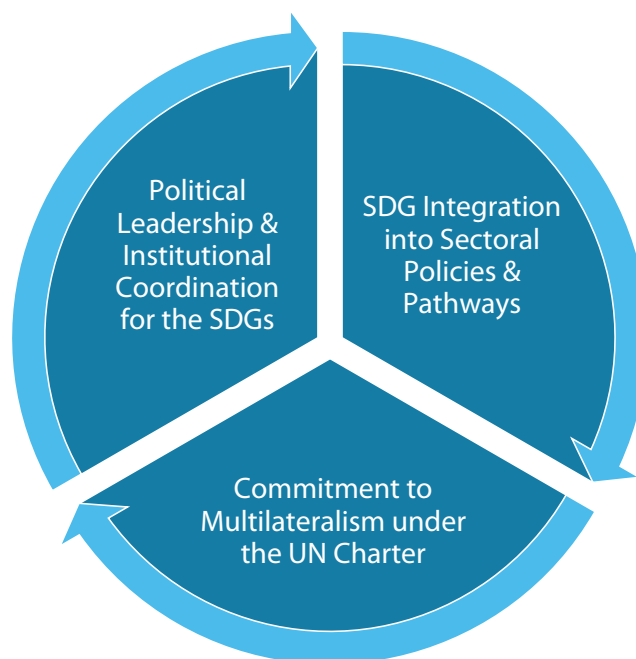 Political
Leadership &
Institutional
Coordination
for the SDGs
SDG Integration
into Sectoral
Policies &
Pathways
Commitment to
Multilateralism under
the UN Charter